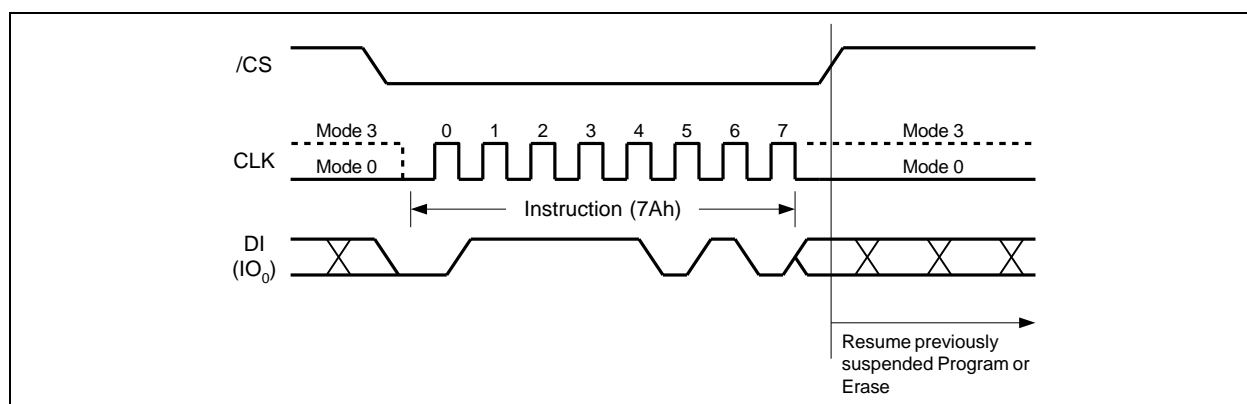 /CS
Mode 3
0 1 2 3 4 5 6 7
Mode 3
CLK
Mode 0
Mode 0
Instruction (7Ah)
DI
(IO0)
Resume previously
suspended Program or
Erase